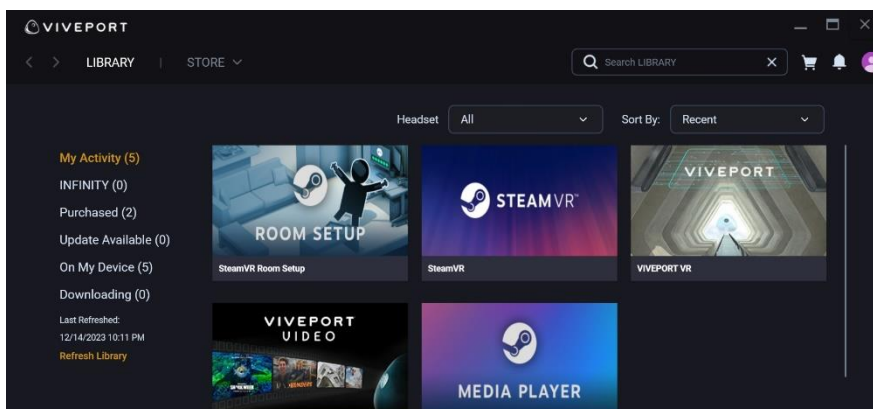 VIVEPORT
LIBRARY | STORE
Search LIBRARY
Headset All Sort By: Recent
My Activity (5)
INFINITY (0)
Purchased (2)
Update Available (0)
On My Device (5)
Downloading (0)
Last Refreshed:
12/14/2023 10:11 PM
Refresh Library
ROOM SETUP
SteamVR Room Setup
STEAMVR™
SteamVR
VIVEPORT
VIVEPORT VR
VIVEPORT
VIDEO
MEDIA PLAYER